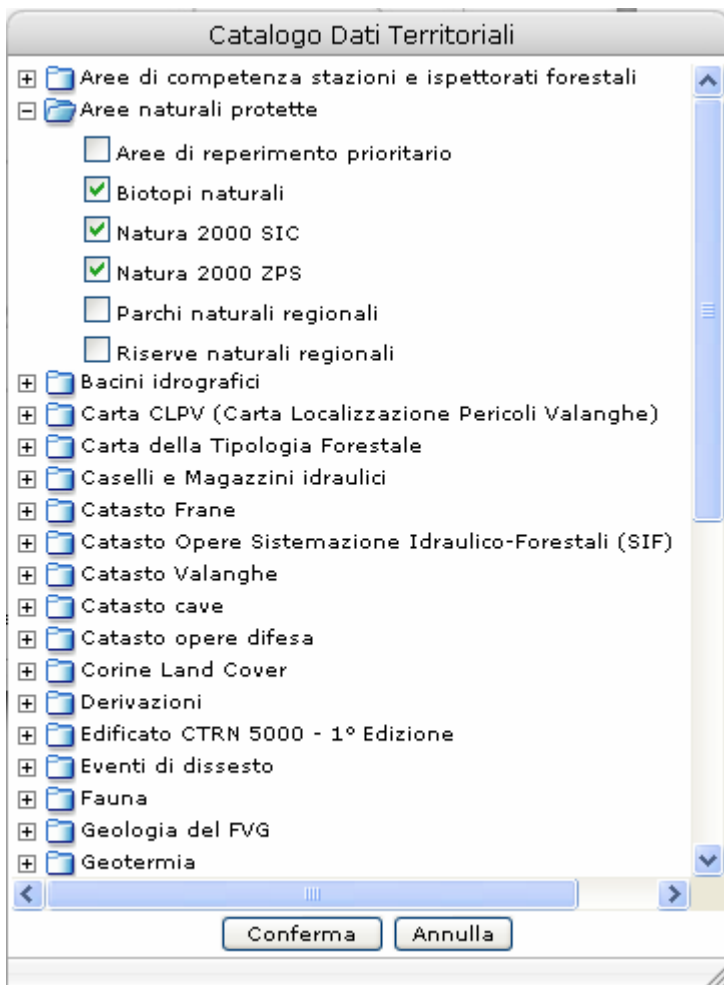 Catalogo Dati Territoriali
Aree di competenza stazioni e ispettorati forestali
Aree naturali protette
Aree di reperimento prioritario
Biotopi naturali
Natura 2000 SIC
Natura 2000 ZPS
Parchi naturali regionali
Riserve naturali regionali
Bacini idrografici
Carta CLPV (Carta Localizzazione Pericoli Valanghe)
Carta della Tipologia Forestale
Caselli e Magazzini idraulici
Catasto Frane
Catasto Opere Sistemazione Idraulico-Forestali (SIF)
Catasto Valanghe
Catasto cave
Catasto opere difesa
Corine Land Cover
Derivazioni
Edificato CTRN 5000 - 1º Edizione
Eventi di dissesto
Fauna
Geologia del FVG
Geotermia
Conferma Annulla